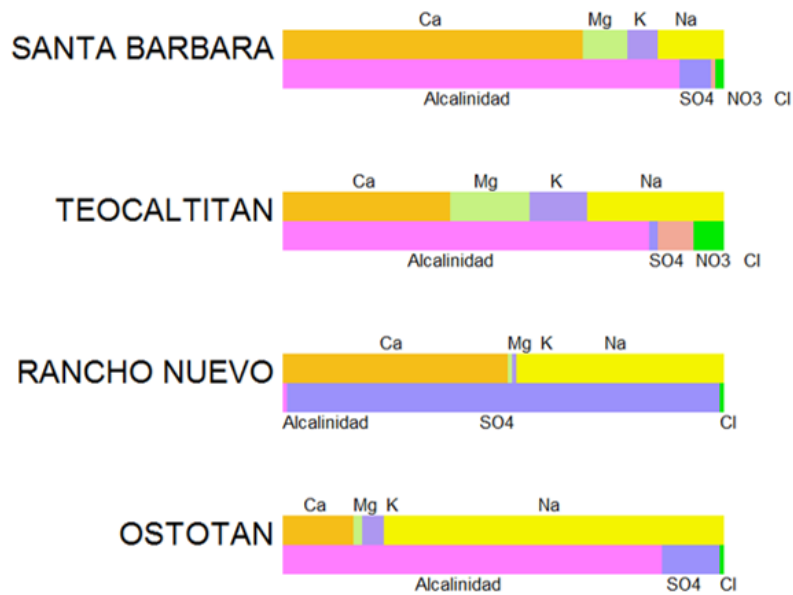 Ca Mg K Na
SANTA BARBARA
Alcalinidad SO4 NO3 Cl
Ca Mg K Na
TEOCALTITAN
Alcalinidad SO4 NO3 Cl
Ca Mg K Na
RANCHO NUEVO
Alcalinidad SO4 Cl
Ca Mg K Na
OSTOTAN
Alcalinidad SO4 Cl